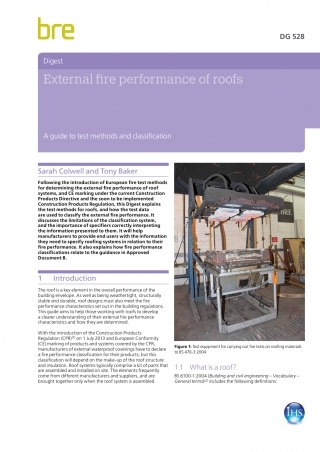 bre
DG 528
Digest
External fire performance of roofs
A guide to test methods and classification
Sarah Colwell and Tony Baker
Following the introduction of European fire test methods
for determining the external fire performance of roof
systems, and CE marking under the current Construction
Products Directive and the soon to be implemented
Construction Products Regulation, this Digest explains
the test methods for roofs, and how the test data
are used to classify the external fire performance. It
discusses the limitations of the classification system,
and the importance of specifiers correctly interpreting
the information presented to them. It will help
manufacturers to provide end users with the information
they need to specify roofing systems in relation to their
fire performance. It also explains how fire performance
classifications relate to the guidance in Approved
Document B.
1 Introduction
The roof is a key element in the overall performance of the
building envelope. As well as being weathertight, structurally
stable and durable, roof designs must also meet the fire
performance characteristics set out in the building regulations.
This guide aims to help those working with roofs to develop
a clearer understanding of their external fire performance
characteristics and how they are determined.
With the introduction of the Construction Products
Regulation (CPR)[1] on 1 July 2013 and European Conformity
(CE) marking of products and systems covered by the CPR,
manufacturers of external waterproof coverings have to declare
a fire performance classification for their products, but this
classification will depend on the make-up of the roof structure
and insulation. Roof systems typically comprise a kit of parts that
are assembled and installed on site. The elements frequently
come from different manufacturers and suppliers, and are
brought together only when the roof system is assembled.
Figure 1: Test equipment for carrying out fire tests on roofing materials
to BS 476-3:2004
1.1 What is a roof?
BS 6100-1:2004 (Building and civil engineering – Vocabulary –
General terms)[2] includes the following definitions:
IHS